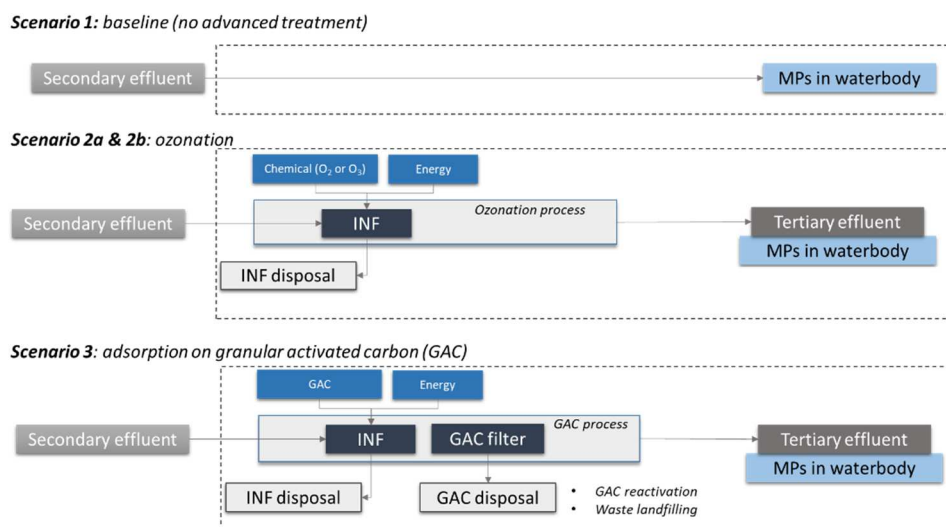 Scenario 1: baseline (no advanced treatment)
Secondary effluent
MPs in waterbody
Scenario 2a & 2b: ozonation
Chemical (O₂ or O₃)
Energy
Ozonation process
Secondary effluent
INF
Tertiary effluent
MPs in waterbody
INF disposal
Scenario 3: adsorption on granular activated carbon (GAC)
GAC
Energy
GAC process
Secondary effluent
INF
GAC filter
Tertiary effluent
MPs in waterbody
INF disposal
GAC disposal
• GAC reactivation
• Waste landfilling